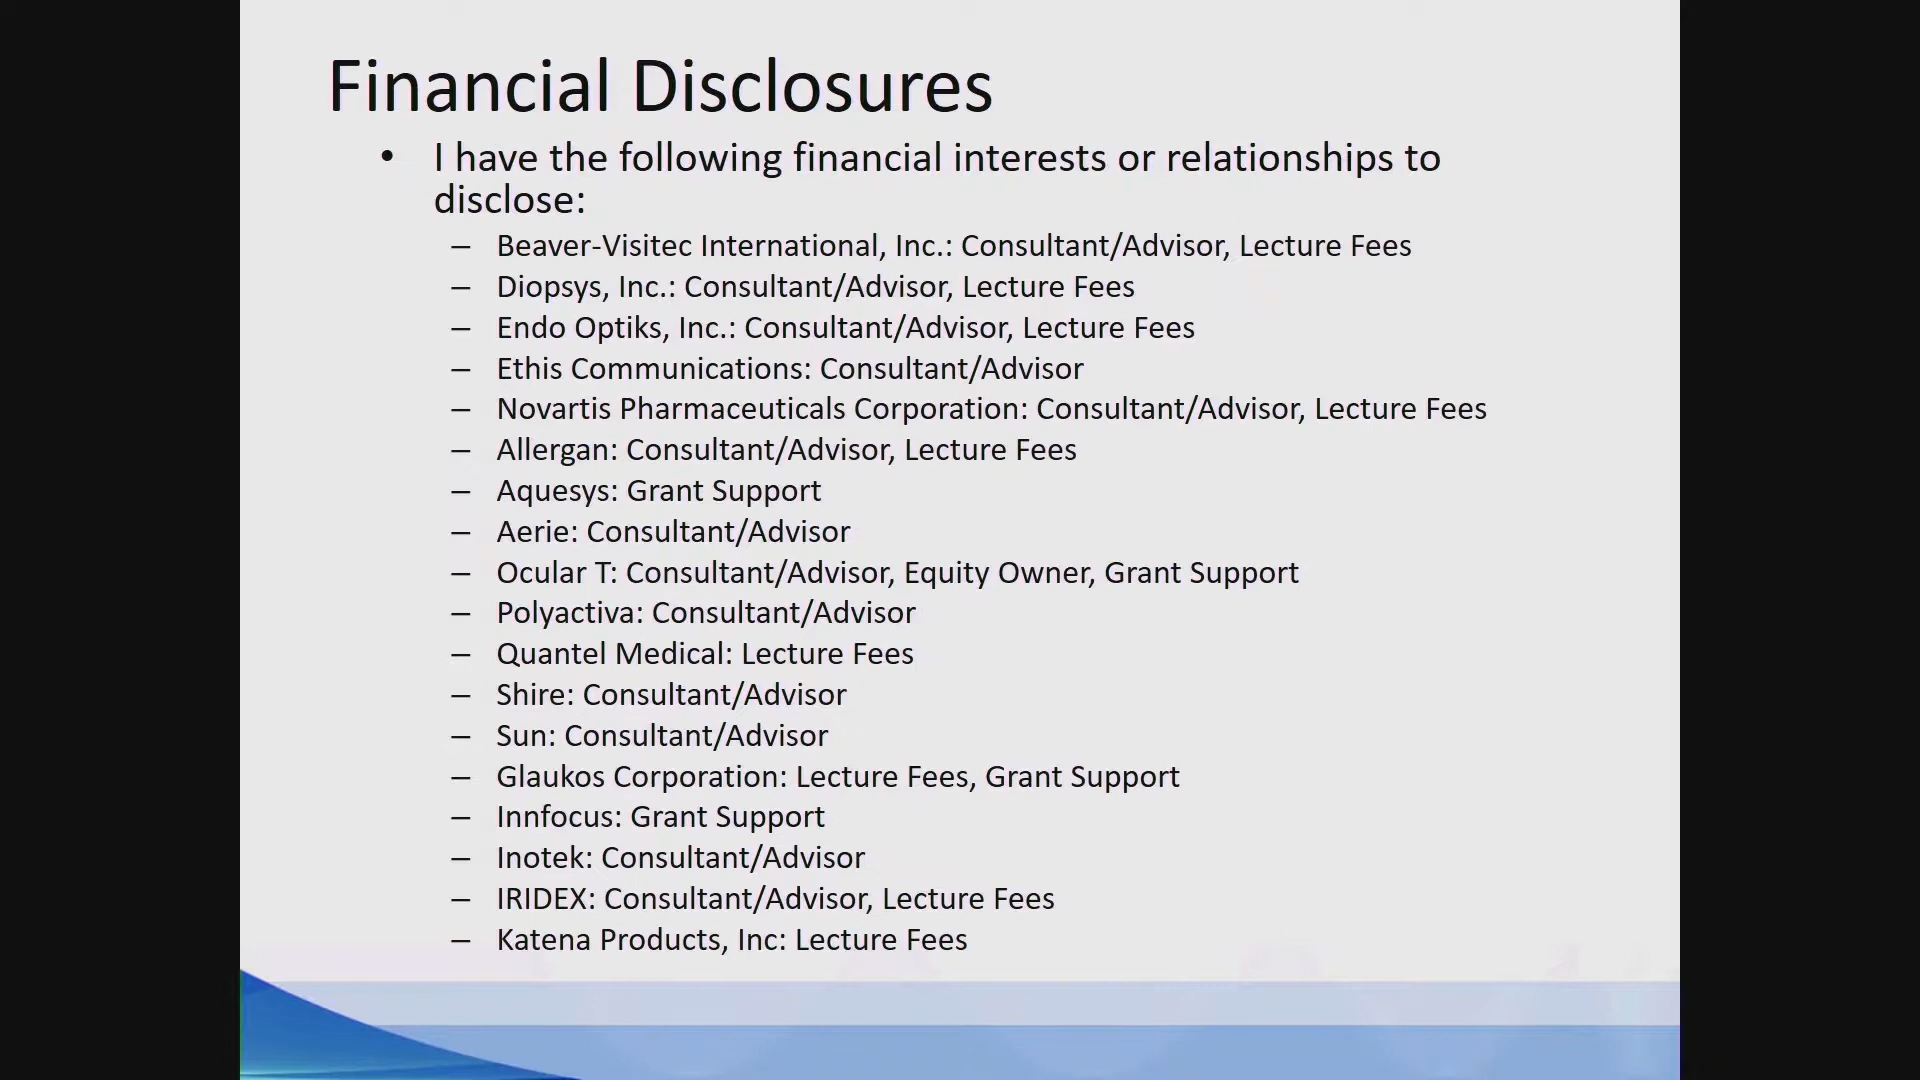 Financial Disclosures
• I have the following financial interests or relationships to
disclose:
– Beaver-Visitec International, Inc.: Consultant/Advisor, Lecture Fees
– Diopsys, Inc.: Consultant/Advisor, Lecture Fees
– Endo Optiks, Inc.: Consultant/Advisor, Lecture Fees
– Ethis Communications: Consultant/Advisor
– Novartis Pharmaceuticals Corporation: Consultant/Advisor, Lecture Fees
– Allergan: Consultant/Advisor, Lecture Fees
– Aquesys: Grant Support
– Aerie: Consultant/Advisor
– Ocular T: Consultant/Advisor, Equity Owner, Grant Support
– Polyactiva: Consultant/Advisor
– Quantel Medical: Lecture Fees
– Shire: Consultant/Advisor
– Sun: Consultant/Advisor
– Glaukos Corporation: Lecture Fees, Grant Support
– Innfocus: Grant Support
– Inotek: Consultant/Advisor
– IRIDEX: Consultant/Advisor, Lecture Fees
– Katena Products, Inc: Lecture Fees